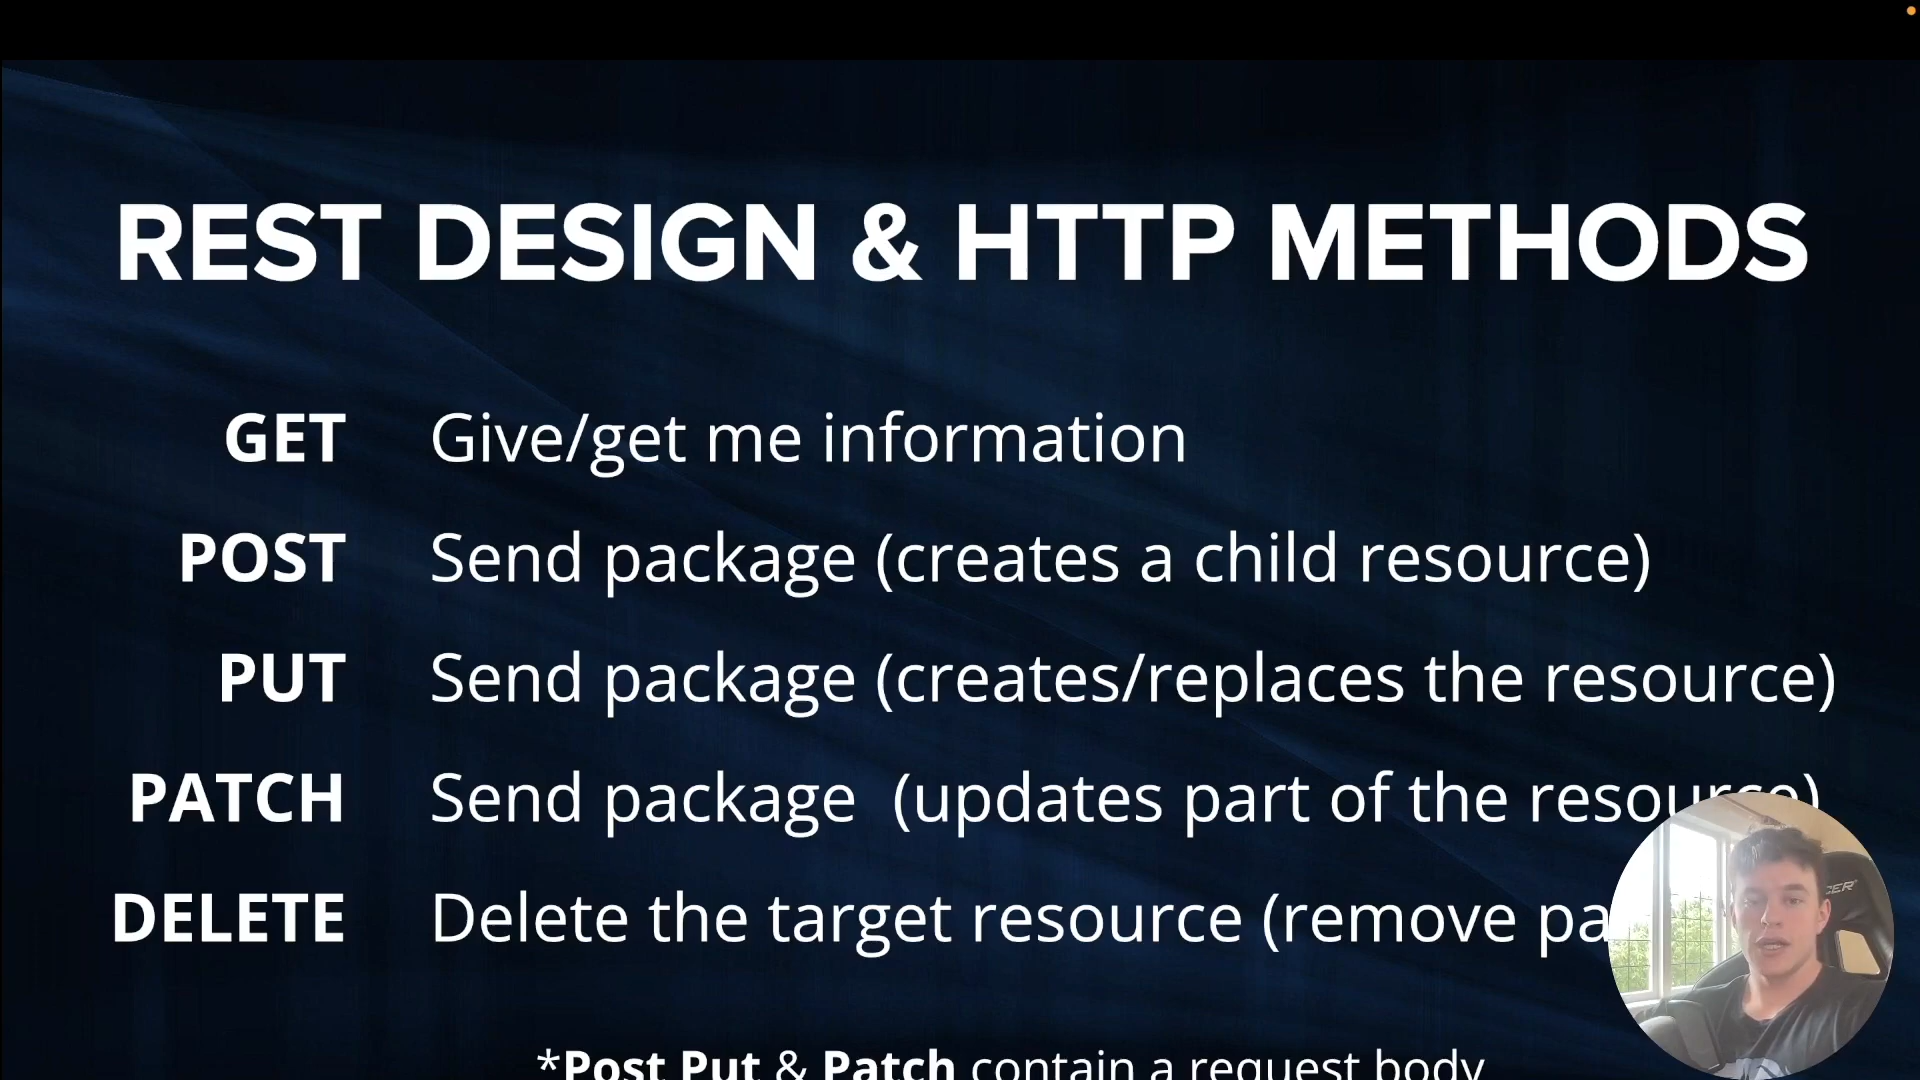 REST DESIGN & HTTP METHODS
GET Give/get me information
POST Send package (creates a child resource)
PUT Send package (creates/replaces the resource)
PATCH Send package (updates part of the resource)
DELETE Delete the target resource (remove
*Post Put & Patch contain a request body